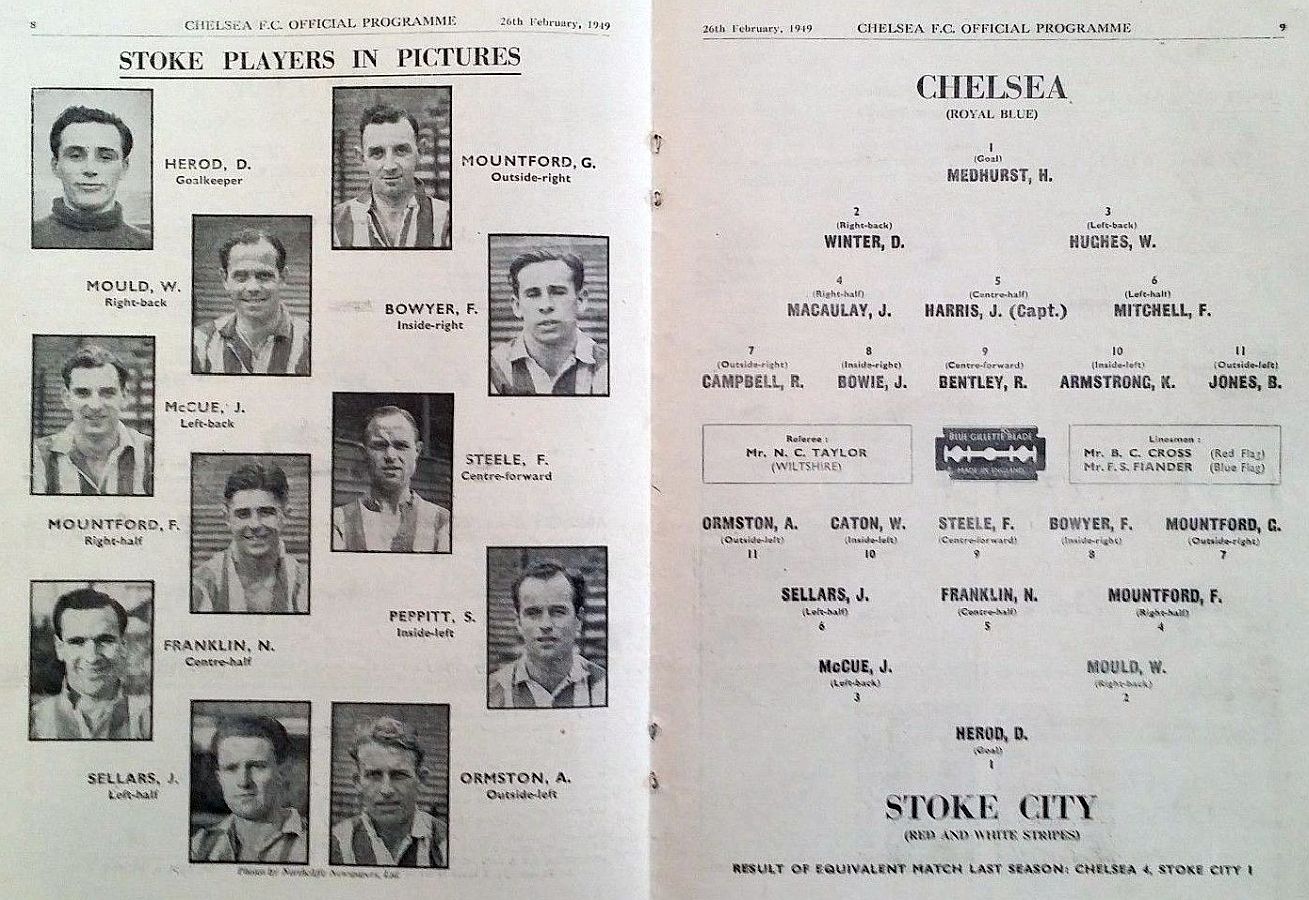 8 CHELSEA F.C. OFFICIAL PROGRAMME 26th February, 1949
STOKE PLAYERS IN PICTURES
HEROD, D.
Goalkeeper
MOUNTFORD, G.
Outside-right
MOULD, W.
Right-back
BOWYER, F.
Inside-right
McCUE, J.
Left-back
STEELE, F.
Centre-forward
MOUNTFORD, F.
Right-half
PEPPITT, S.
Inside-left
FRANKLIN, N.
Centre-half
SELLARS, J.
Left-half
ORMSTON, A.
Outside-left
Photo by Northcliffe Newspapers, Ltd.
26th February, 1949 CHELSEA F.C. OFFICIAL PROGRAMME 9
CHELSEA
(ROYAL BLUE)
1
(Goal)
MEDHURST, H.
2 3
(Right-back) (Left-back)
WINTER, D. HUGHES, W.
4 5 6
(Right-half) (Centre-half) (Left-half)
MACAULAY, J. HARRIS, J. (Capt.) MITCHELL, F.
7 8 9 10 11
(Outside-right) (Inside-right) (Centre-forward) (Inside-left) (Outside-left)
CAMPBELL, R. BOWIE, J. BENTLEY, R. ARMSTRONG, K. JONES, B.
Referee :
Mr. N. C. TAYLOR
(WILTSHIRE)
BLUE GILLETTE BLADE
MADE IN ENGLAND
Linesmen :
Mr. B. C. CROSS (Red Flag)
Mr. F. S. FIANDER (Blue Flag)
ORMSTON, A. CATON, W. STEELE, F. BOWYER, F. MOUNTFORD, G.
(Outside-left) (Inside-left) (Centre-forward) (Inside-right) (Outside-right)
11 10 9 8 7
SELLARS, J. FRANKLIN, N. MOUNTFORD, F.
(Left-half) (Centre-half) (Right-half)
6 5 4
McCUE, J. MOULD, W.
(Left-back) (Right-back)
3 2
HEROD, D.
(Goal)
1
STOKE CITY
(RED AND WHITE STRIPES)
RESULT OF EQUIVALENT MATCH LAST SEASON: CHELSEA 4, STOKE CITY 1